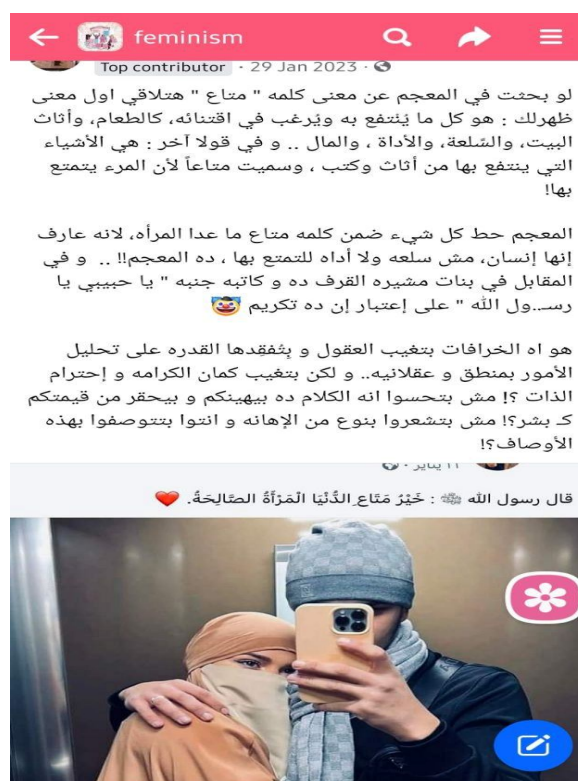 feminism
Top contributor · 29 Jan 2023 ·
لو بحثت في المعجم عن معنى كلمه " متاع " هتلاقي اول معنى
ظهرلك : هو كل ما يُنْتفع به ويُرغب في اقتنائه، كالطعام، وأثاث
البيت، والسِّلعة، والأداة ، والمال .. و في قولا آخر : هي الأشياء
التي ينتفع بها من أثاث وكتب ، وسميت متاعاً لأن المرء يتمتع
بها!
المعجم حط كل شيء ضمن كلمه متاع ما عدا المرأه، لانه عارف
إنها إنسان، مش سلعه ولا أداه للتمتع بها ، ده المعجم!! .. و في
المقابل في بنات مشيره القرف ده و كاتبه جنبه " يا حبيبي يا
رسـ..ول الله " على إعتبار إن ده تكريم 🤡
هو اه الخرافات بتغيب العقول و بِتْفقِدها القدره على تحليل
الأمور بمنطق و عقلانيه.. و لكن بتغيب كمان الكرامه و إحترام
الذات ؟! مش بتحسوا انه الكلام ده بيهينكم و بيحقر من قيمتكم
كـ بشر؟! مش بتشعروا بنوع من الإهانه و انتوا بتتوصفوا بهذه
الأوصاف؟!
١١ يناير ·
قال رسول الله ﷺ : خَيْرُ مَتَاعِ الدُّنْيَا الْمَرْأَةُ الصَّالِحَةُ. ❤️